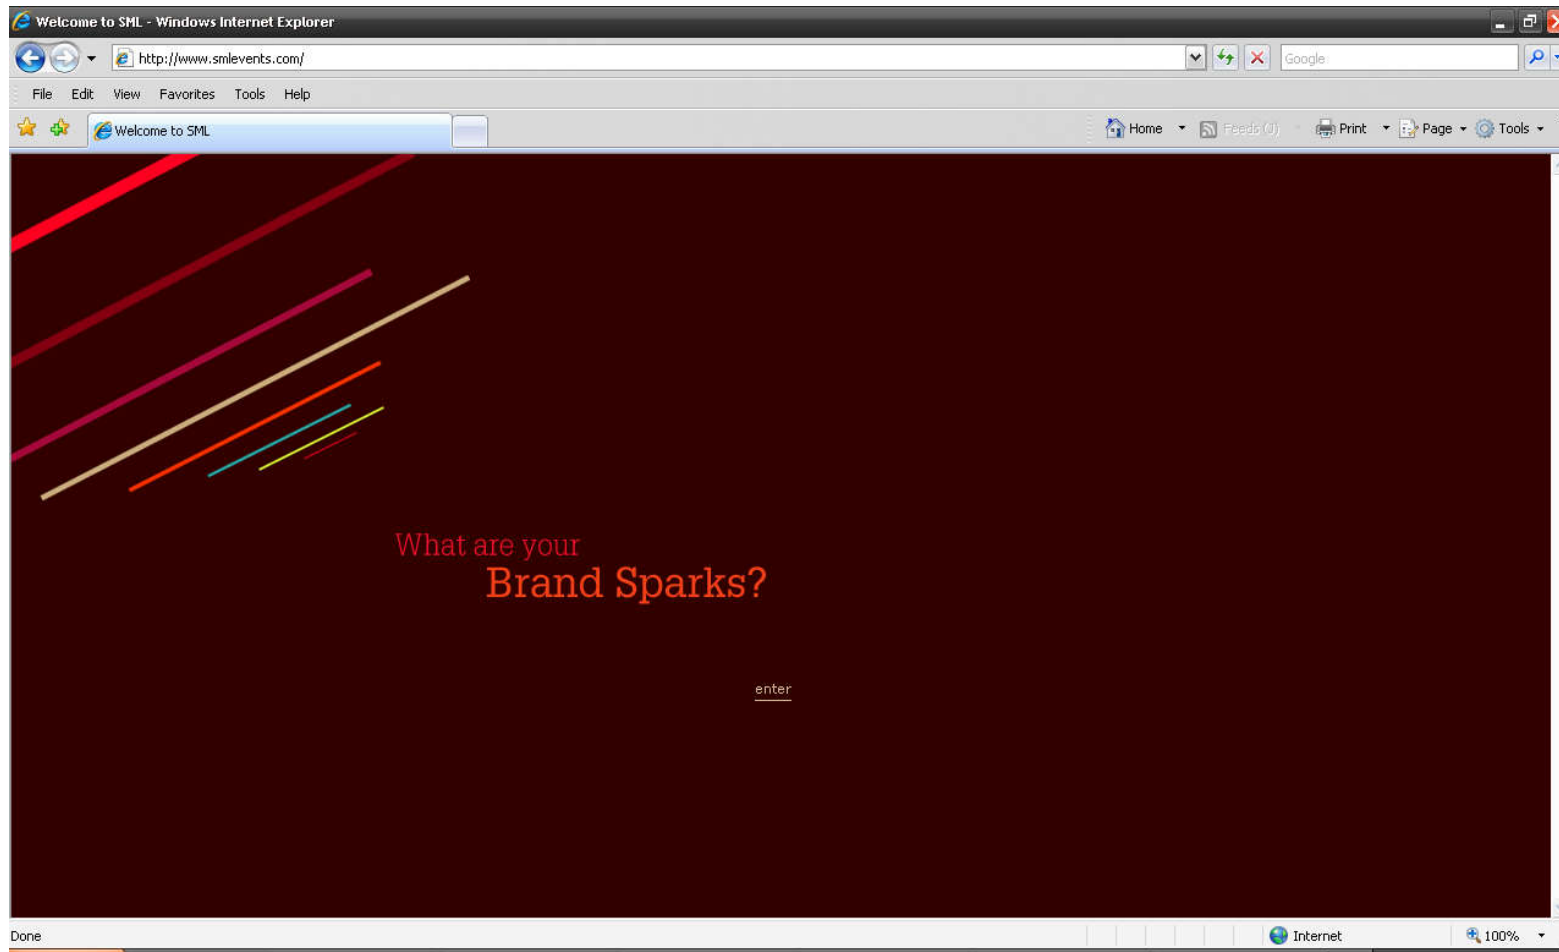 Welcome to SML - Windows Internet Explorer
http://www.smlevents.com/
Google
File Edit View Favorites Tools Help
Welcome to SML
Home Feeds (J) Print Page Tools
What are your
Brand Sparks?
enter
Done
Internet
100%